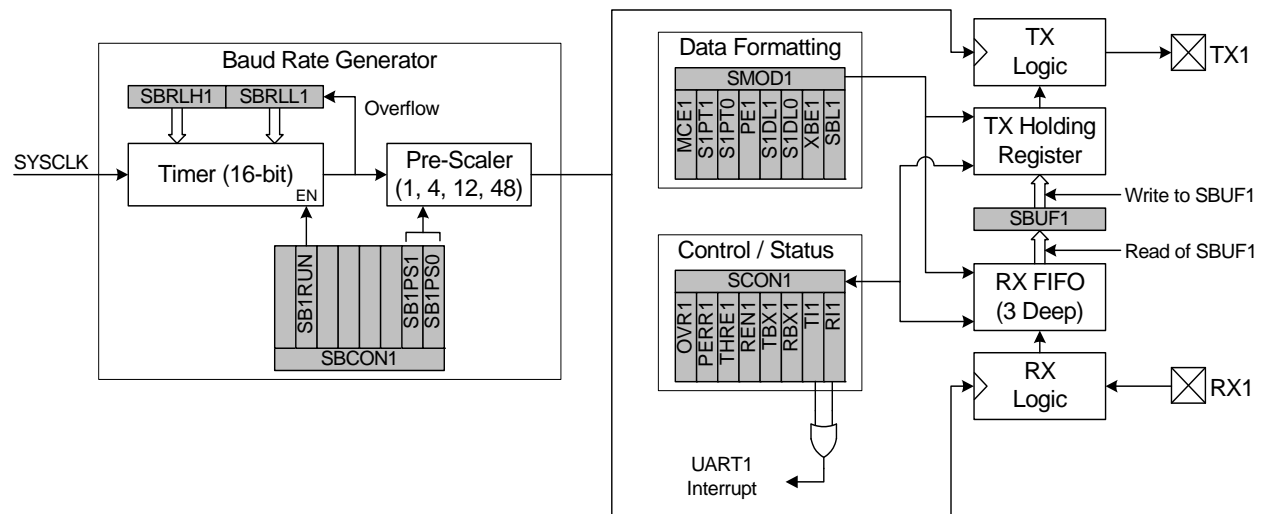 Baud Rate Generator
SBRLH1 SBRLL1
Overflow
SYSCLK
Timer (16-bit)
EN
Pre-Scaler
(1, 4, 12, 48)
SB1RUN
SB1PS1
SB1PS0
SBCON1
Data Formatting
SMOD1
MCE1
S1PT1
S1PT0
PE1
S1DL1
S1DL0
XBE1
SBL1
Control / Status
SCON1
OVR1
PERR1
THRE1
REN1
TBX1
RBX1
TI1
RI1
UART1
Interrupt
TX
Logic
TX1
TX Holding
Register
Write to SBUF1
SBUF1
Read of SBUF1
RX FIFO
(3 Deep)
RX
Logic
RX1